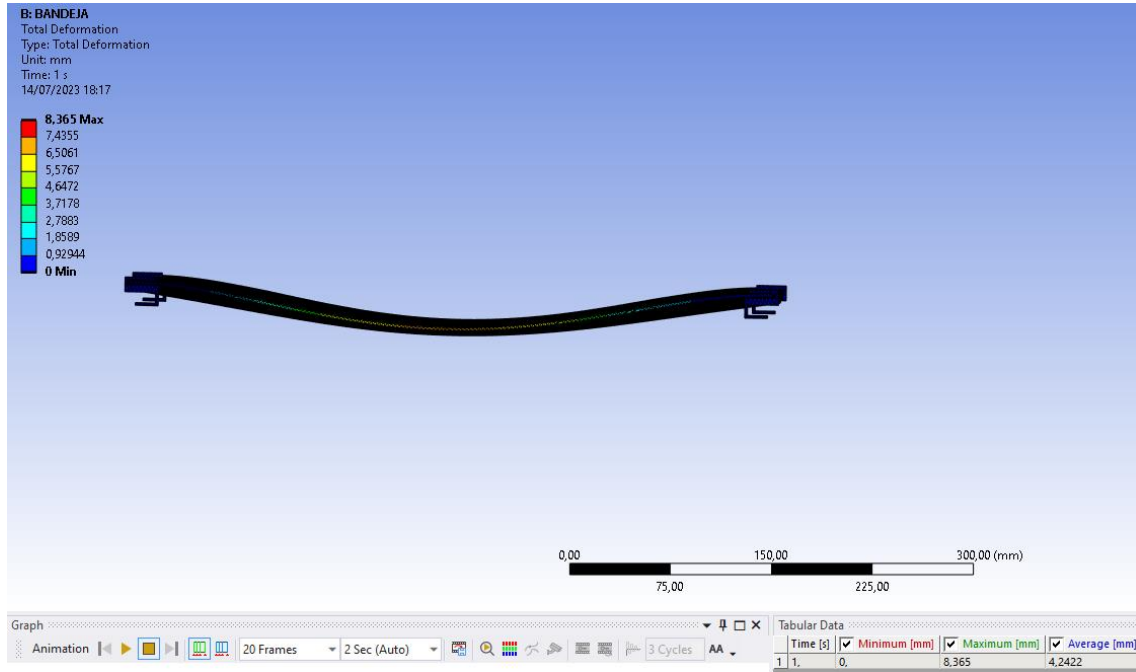 B: BANDEJA
Total Deformation
Type: Total Deformation
Unit: mm
Time: 1 s
14/07/2023 18:17
8,365 Max
7,4355
6,5061
5,5767
4,6472
3,7178
2,7883
1,8589
0,92944
0 Min
0,00 150,00 300,00 (mm)
75,00 225,00
Graph
Animation 20 Frames 2 Sec (Auto) 3 Cycles AA
Tabular Data
Time [s] Minimum [mm] Maximum [mm] Average [mm]
1 1, 0, 8,365 4,2422